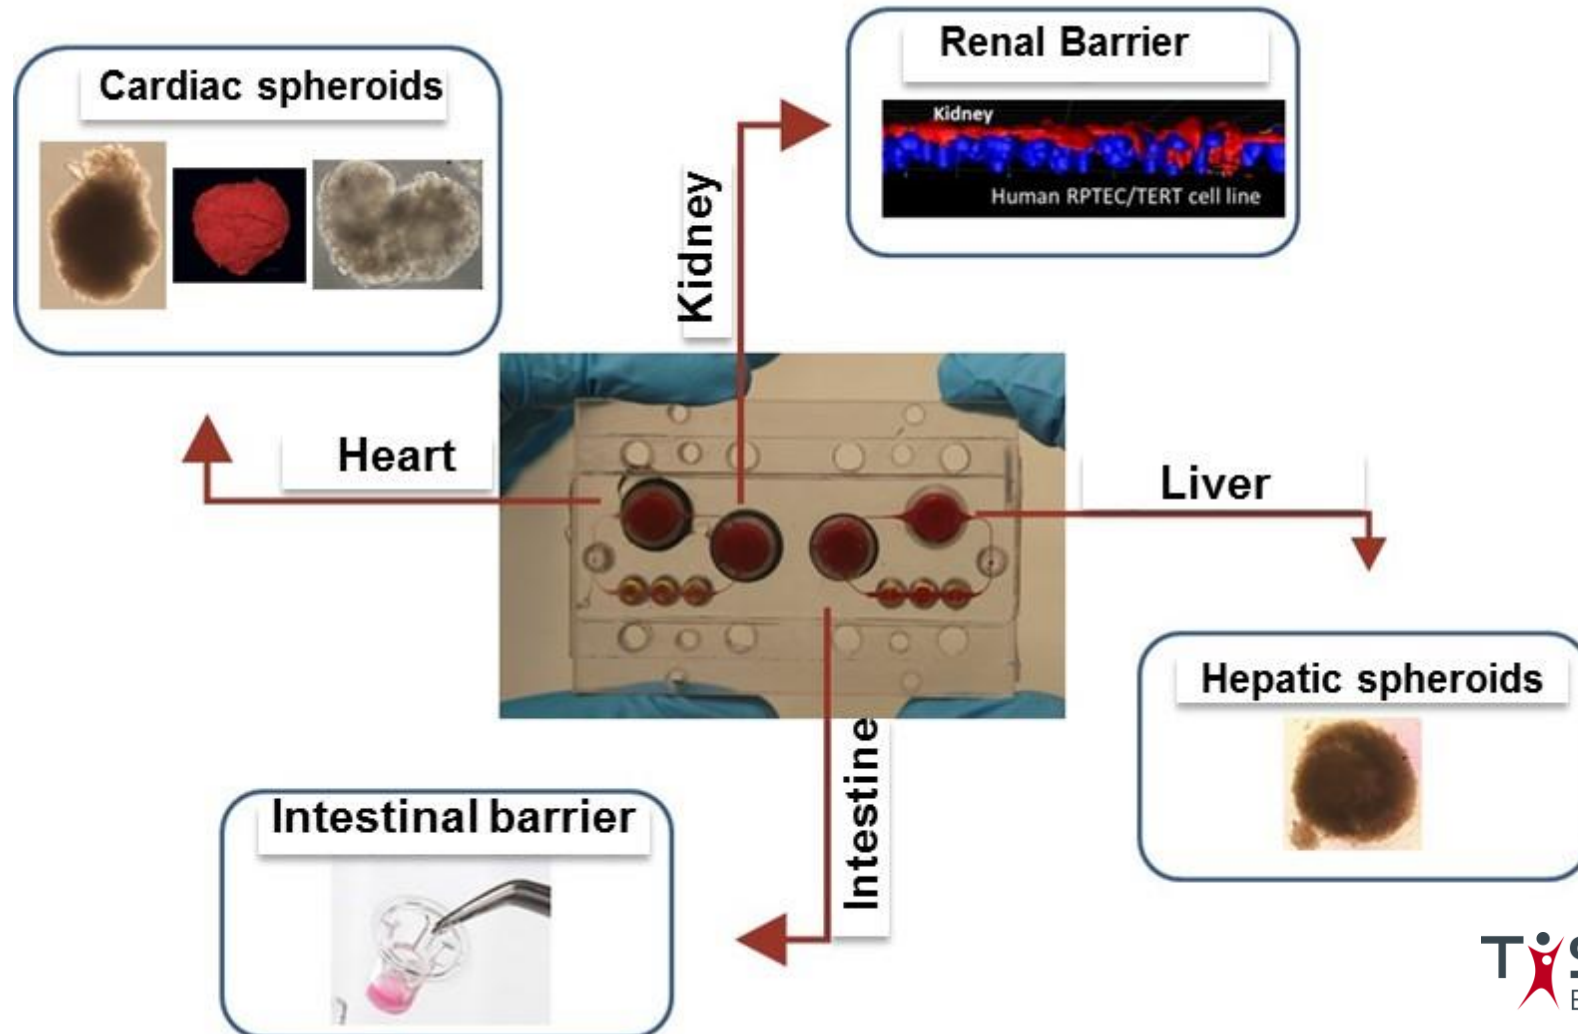 Cardiac spheroids
Renal Barrier
Kidney
Human RPTEC/TERT cell line
Kidney
Heart
Liver
Hepatic spheroids
Intestine
Intestinal barrier